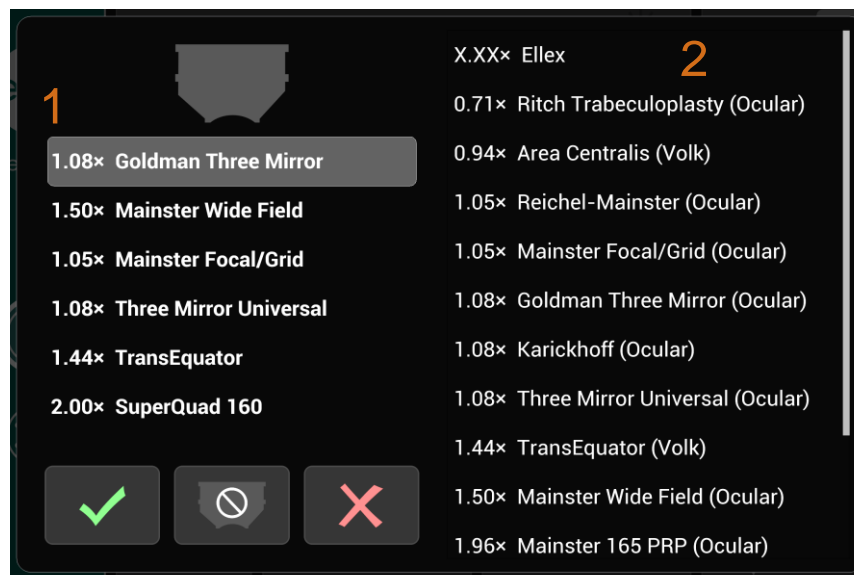 1
1.08× Goldman Three Mirror
1.50× Mainster Wide Field
1.05× Mainster Focal/Grid
1.08× Three Mirror Universal
1.44× TransEquator
2.00× SuperQuad 160
2
X.XX× Ellex
0.71× Ritch Trabeculoplasty (Ocular)
0.94× Area Centralis (Volk)
1.05× Reichel-Mainster (Ocular)
1.05× Mainster Focal/Grid (Ocular)
1.08× Goldman Three Mirror (Ocular)
1.08× Karickhoff (Ocular)
1.08× Three Mirror Universal (Ocular)
1.44× TransEquator (Volk)
1.50× Mainster Wide Field (Ocular)
1.96× Mainster 165 PRP (Ocular)